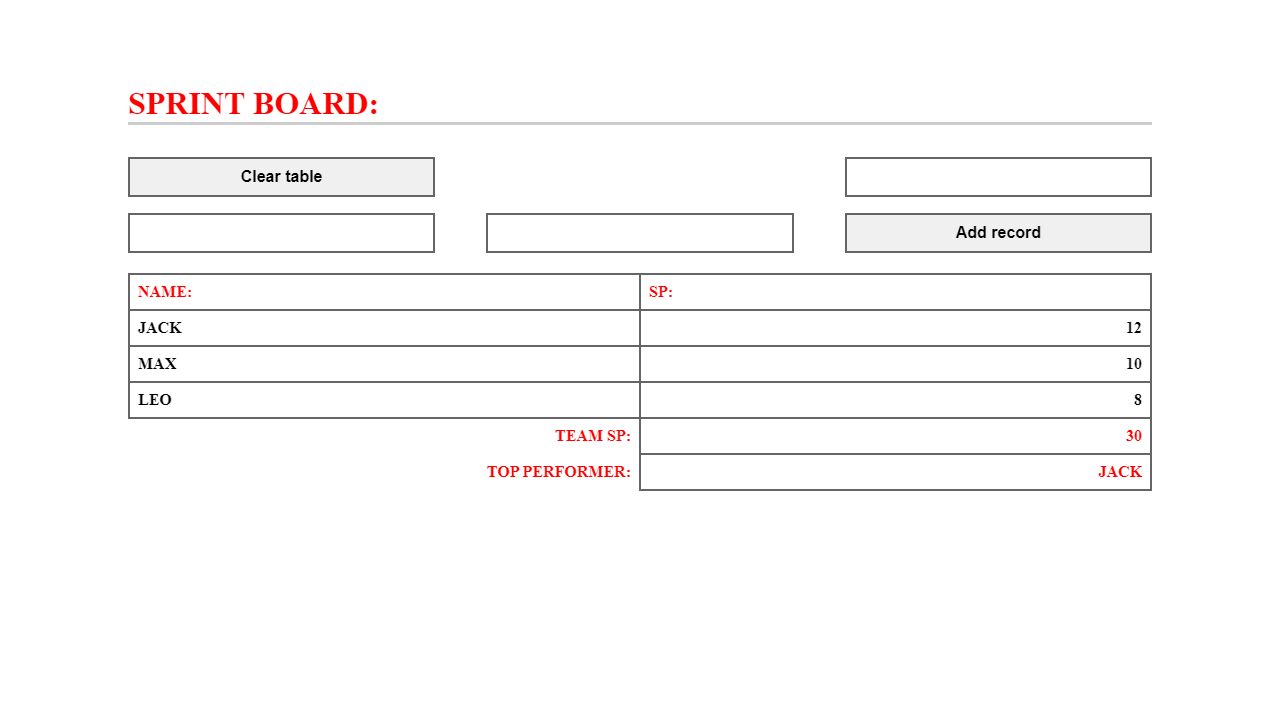 SPRINT BOARD:
Clear table
Add record
NAME: SP:
JACK 12
MAX 10
LEO 8
TEAM SP: 30
TOP PERFORMER: JACK